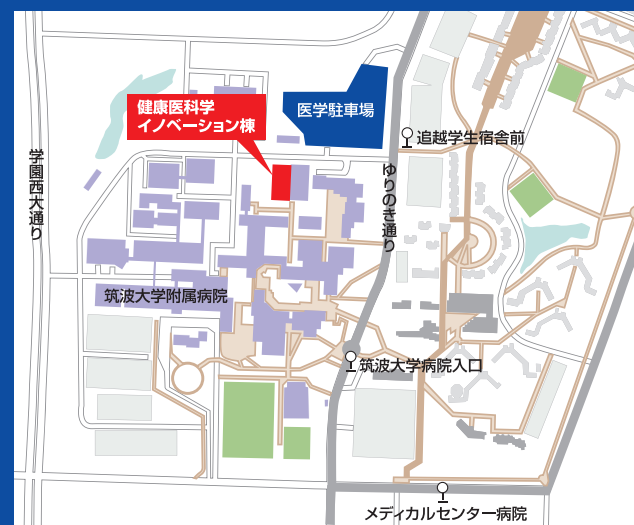 健康医科学
イノベーション棟
医学駐車場
追越学生宿舎前
学園西大通り
ゆりのき通り
筑波大学附属病院
筑波大学病院入口
メディカルセンター病院